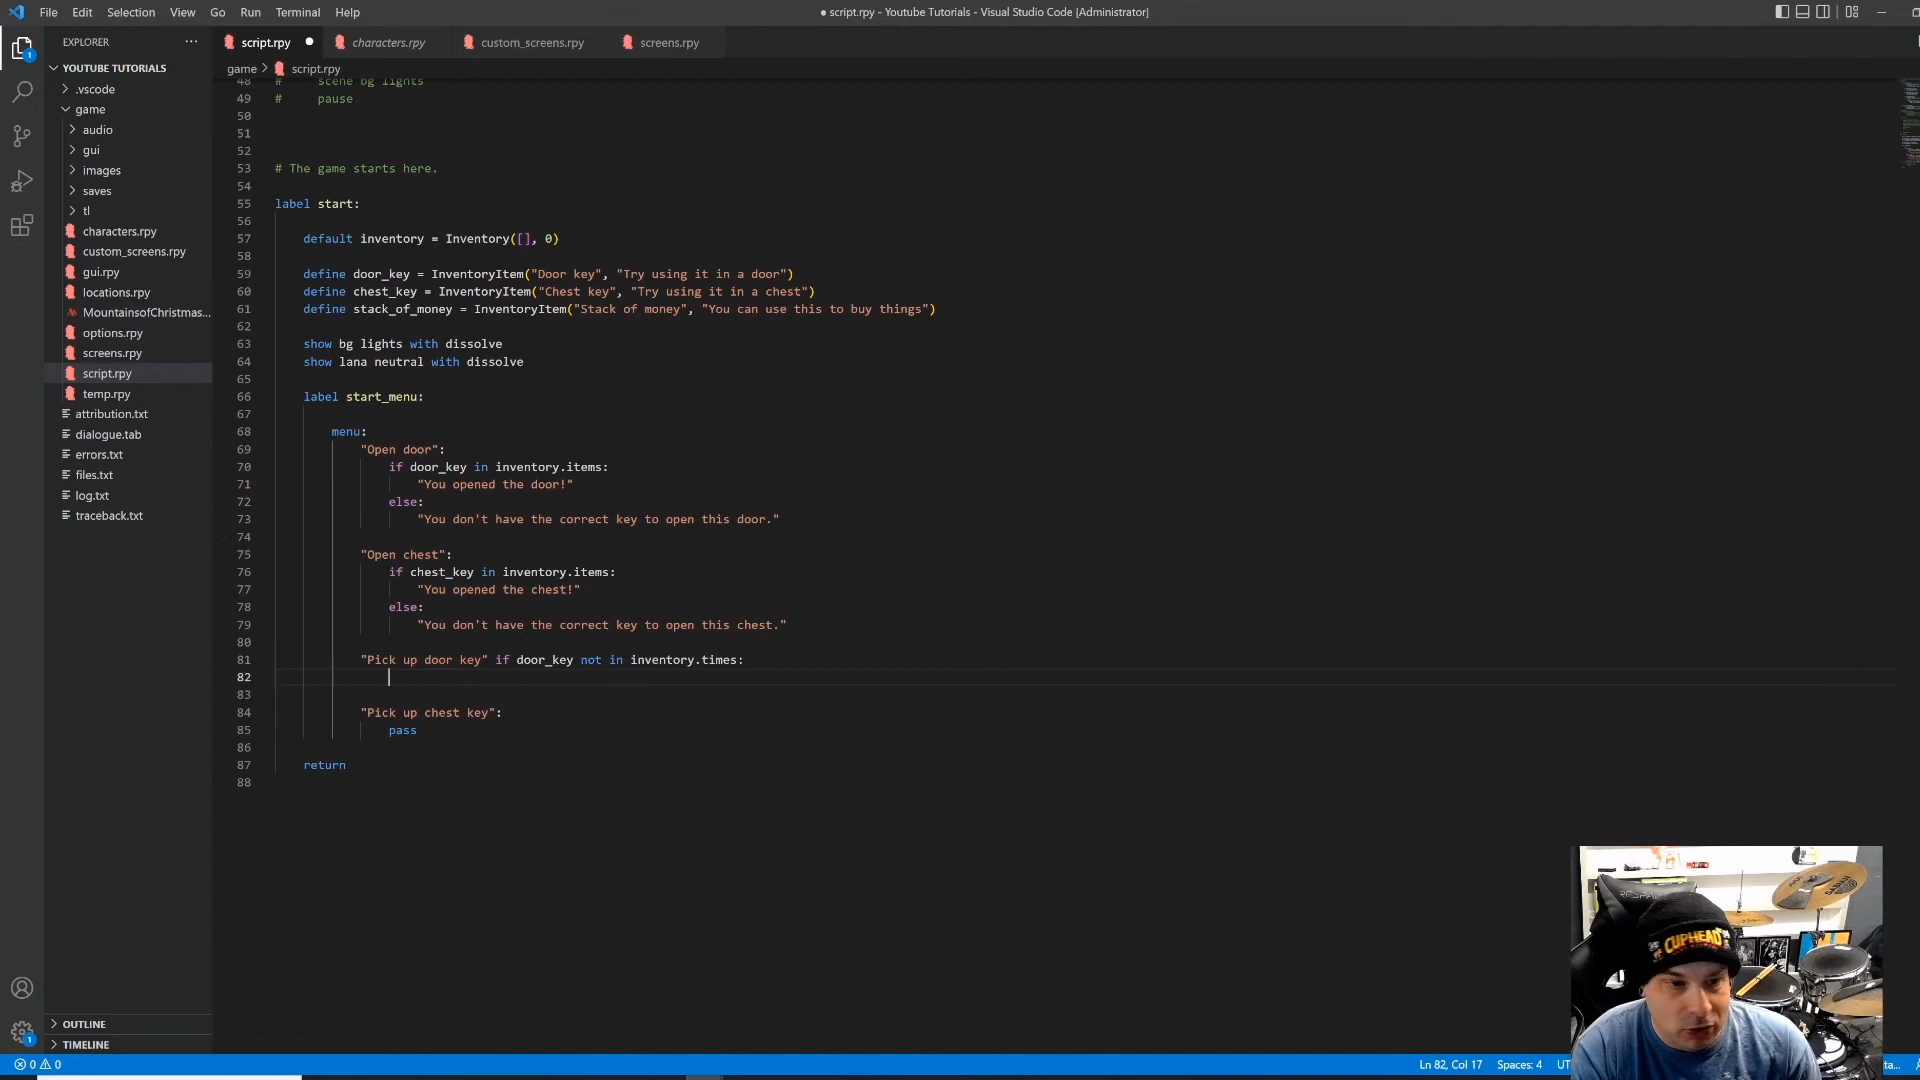 File Edit Selection View Go Run Terminal Help
● script.rpy - Youtube Tutorials - Visual Studio Code [Administrator]
EXPLORER ···
script.rpy ● characters.rpy custom_screens.rpy screens.rpy
YOUTUBE TUTORIALS
game > script.rpy
.vscode
game
audio
gui
images
saves
tl
characters.rpy
custom_screens.rpy
gui.rpy
locations.rpy
MountainsofChristmas...
options.rpy
screens.rpy
script.rpy
temp.rpy
attribution.txt
dialogue.tab
errors.txt
files.txt
log.txt
traceback.txt
OUTLINE
TIMELINE
48 # scene bg lights
49 # pause
50
51
52
53 # The game starts here.
54
55 label start:
56
57 default inventory = Inventory([], 0)
58
59 define door_key = InventoryItem("Door key", "Try using it in a door")
60 define chest_key = InventoryItem("Chest key", "Try using it in a chest")
61 define stack_of_money = InventoryItem("Stack of money", "You can use this to buy things")
62
63 show bg lights with dissolve
64 show lana neutral with dissolve
65
66 label start_menu:
67
68 menu:
69 "Open door":
70 if door_key in inventory.items:
71 "You opened the door!"
72 else:
73 "You don't have the correct key to open this door."
74
75 "Open chest":
76 if chest_key in inventory.items:
77 "You opened the chest!"
78 else:
79 "You don't have the correct key to open this chest."
80
81 "Pick up door key" if door_key not in inventory.times:
82
83
84 "Pick up chest key":
85 pass
86
87 return
88
CUPHEAD
SABIAN
0 0
Ln 82, Col 17 Spaces: 4